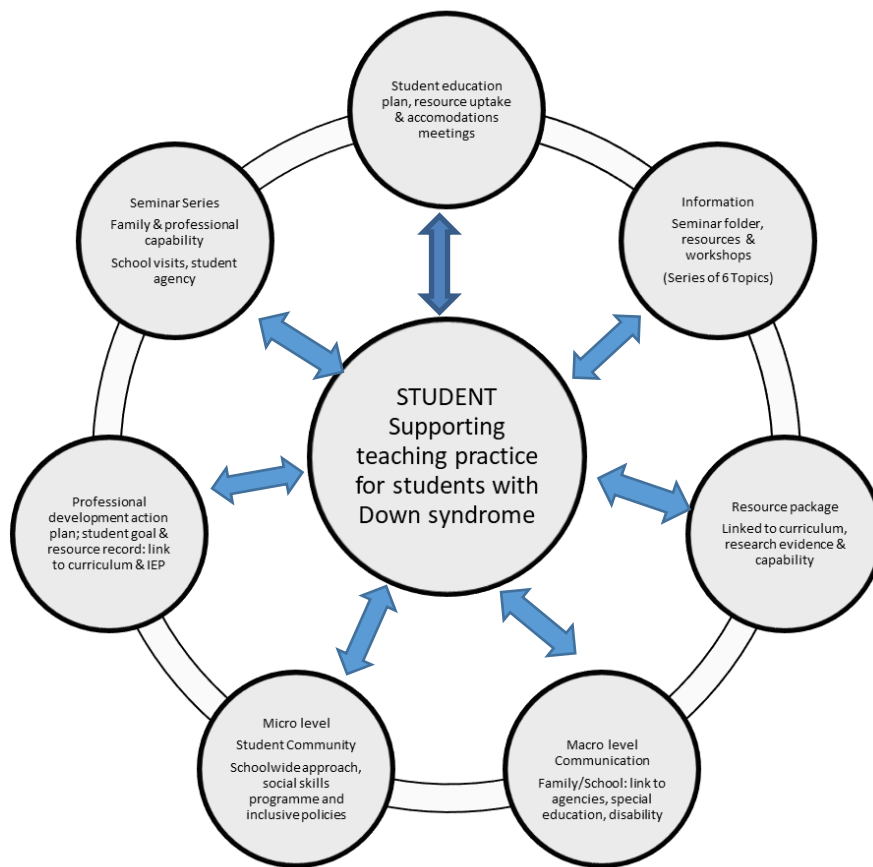 Student education
plan, resource uptake
& accomodations
meetings
Information
Seminar folder,
resources &
workshops
(Series of 6 Topics)
Resource package
Linked to curriculum,
research evidence &
capability
Macro level
Communication
Family/School: link to
agencies, special
education, disability
Micro level
Student Community
Schoolwide approach,
social skills
programme and
inclusive policies
Professional
development action
plan; student goal &
resource record: link
to curriculum & IEP
Seminar Series
Family & professional
capability
School visits, student
agency
STUDENT
Supporting
teaching practice
for students with
Down syndrome